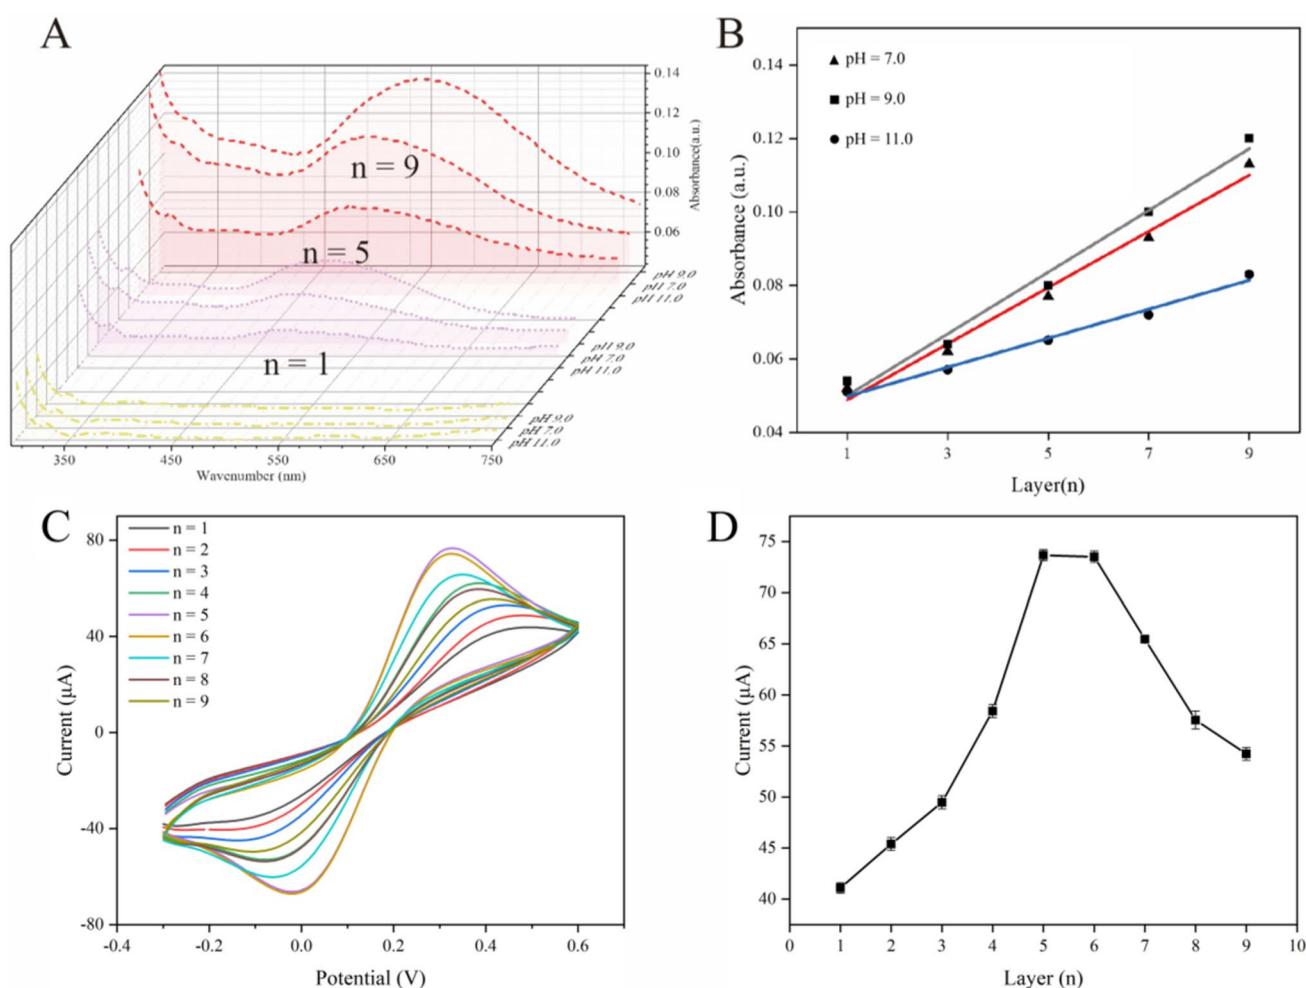 A
0.14
0.12
0.10
0.08
0.06
Absorbance(a.u.)
n = 9
n = 5
n = 1
pH 9.0
pH 7.0
pH 11.0
pH 9.0
pH 7.0
pH 11.0
pH 9.0
pH 7.0
pH 11.0
350 450 550 650 750
Wavenumber (nm)
B
pH = 7.0
pH = 9.0
pH = 11.0
0.14
0.12
0.10
0.08
0.06
0.04
Absorbance (a.u.)
1 3 5 7 9
Layer(n)
C
n = 1
n = 2
n = 3
n = 4
n = 5
n = 6
n = 7
n = 8
n = 9
80
40
0
-40
-80
Current (μA)
-0.4 -0.2 0.0 0.2 0.4 0.6
Potential (V)
D
75
70
65
60
55
50
45
40
Current (μA)
0 1 2 3 4 5 6 7 8 9 10
Layer (n)